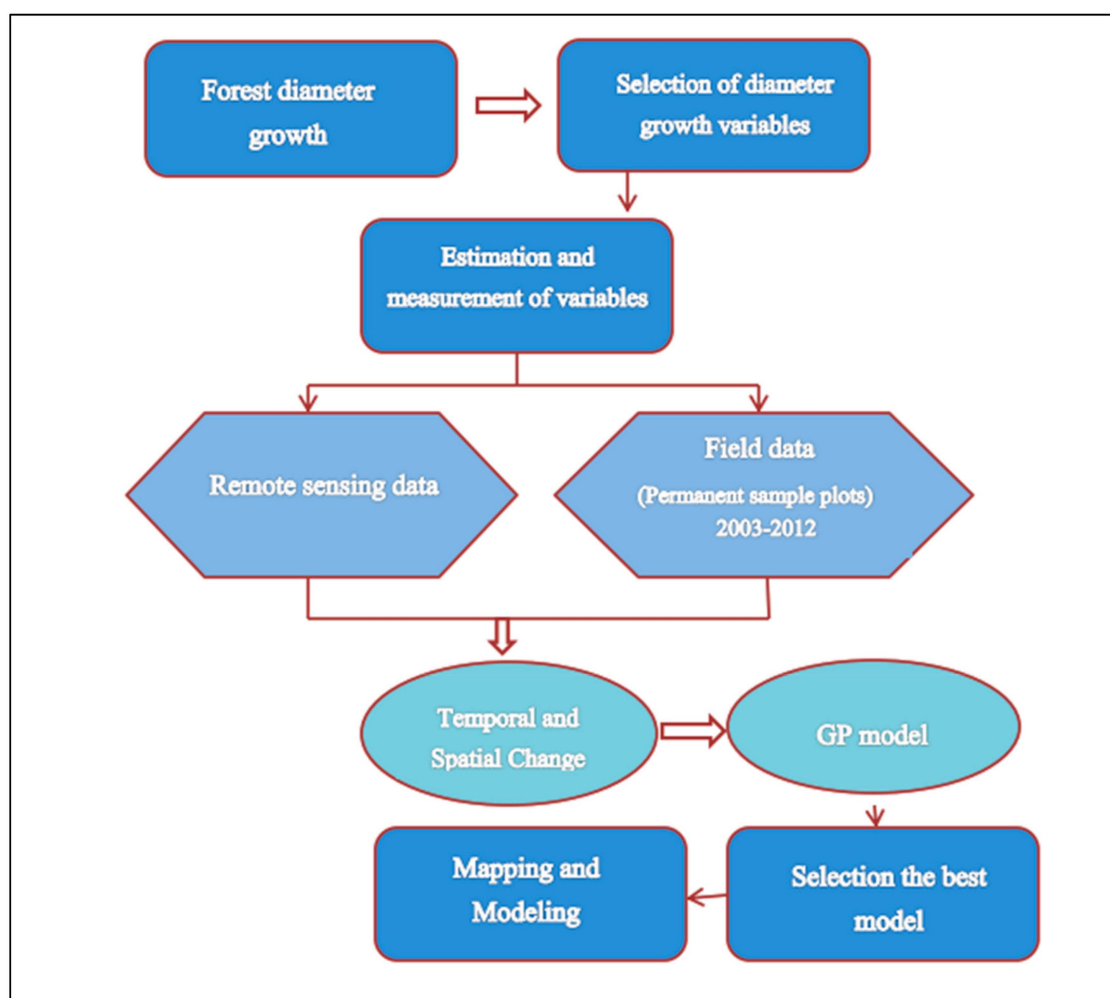 Forest diameter
growth
Selection of diameter
growth variables
Estimation and
measurement of variables
Remote sensing data
Field data
(Permanent sample plots)
2003-2012
Temporal and
Spatial Change
GP model
Mapping and
Modeling
Selection the best
model